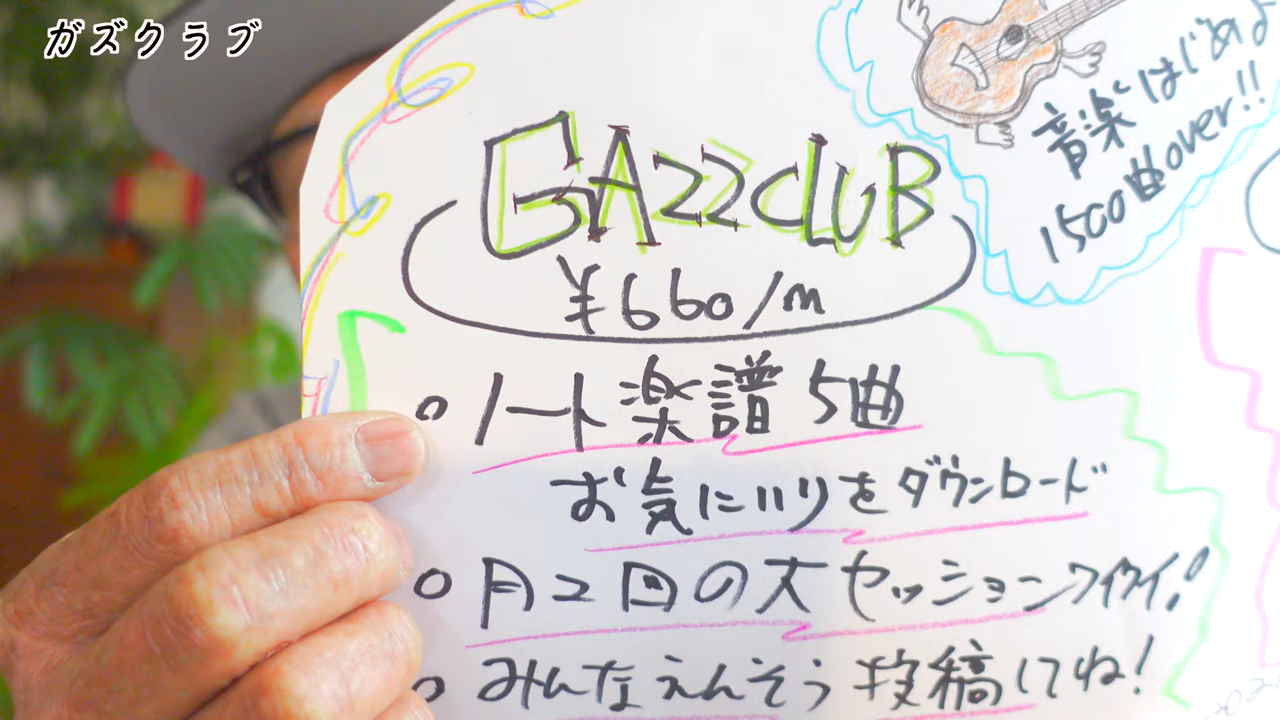 ガズクラブ
GAZZCLUB
¥660/m
音楽はじめよ
1500曲over!!
○ノート楽譜 5曲
お気に入りをダウンロード
○月2回の大セッションワイワイ!
○みんなえんそう投稿してね!